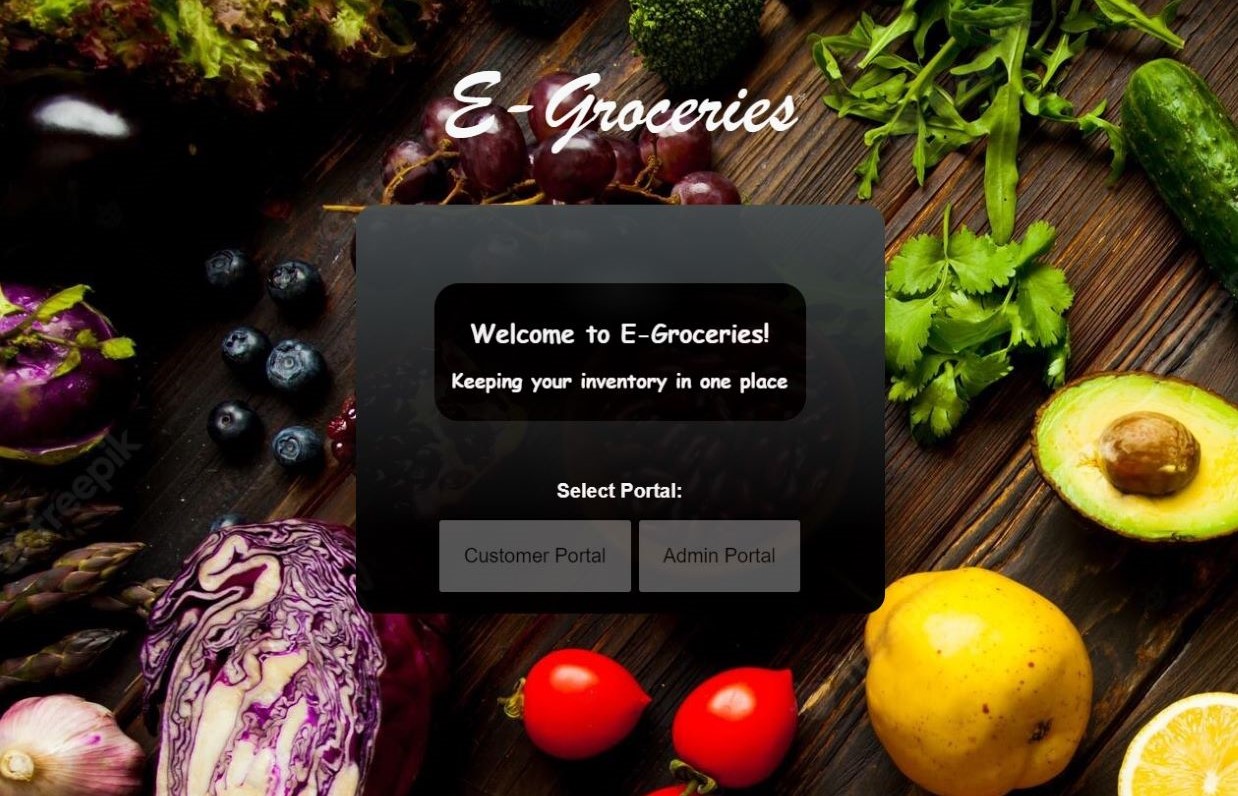 E-Groceries
Welcome to E-Groceries!
Keeping your inventory in one place
Select Portal:
Customer Portal Admin Portal
freepik